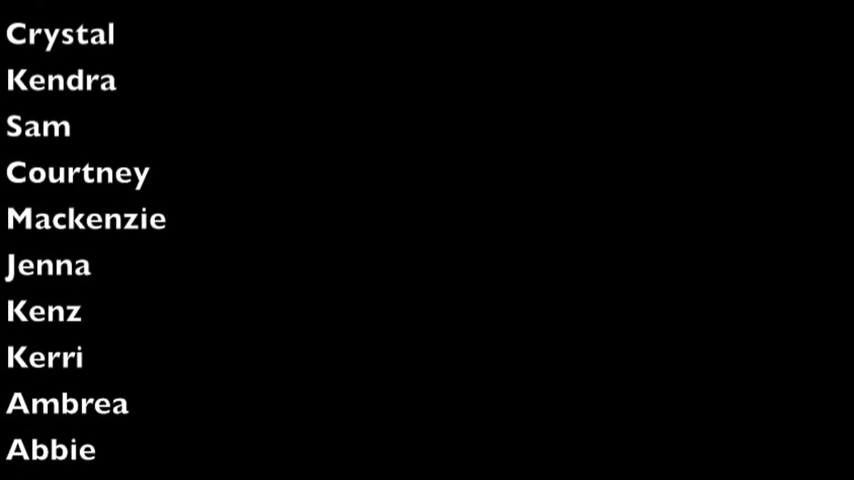 Crystal
Kendra
Sam
Courtney
Mackenzie
Jenna
Kenz
Kerri
Ambrea
Abbie